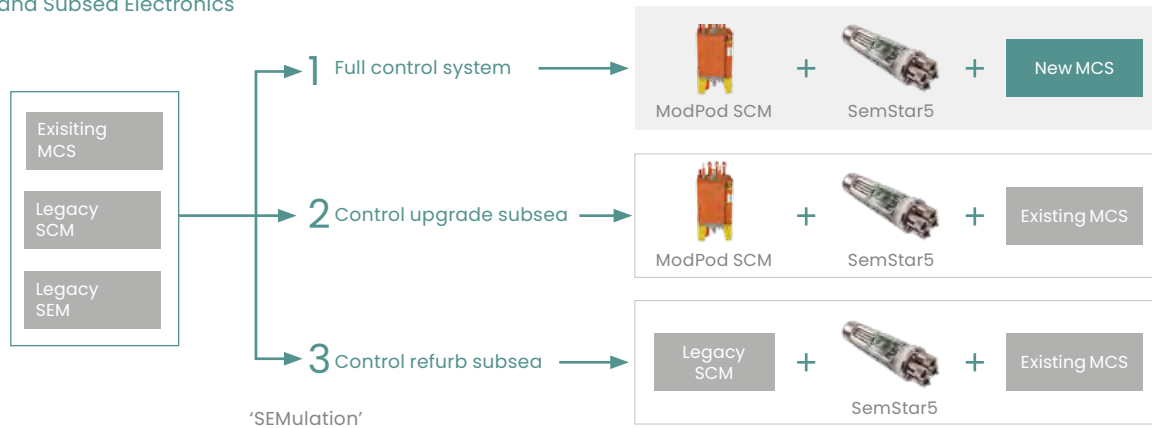 and Subsed Electronics
Exisiting
MCS
Legacy
SCM
Legacy
SEM
1 Full control system
ModPod SCM
+
SemStar5
+
New MCS
2 Control upgrade subsea
ModPod SCM
+
SemStar5
+
Existing MCS
3 Control refurb subsea
Legacy
SCM
+
SemStar5
+
Existing MCS
'SEMulation'